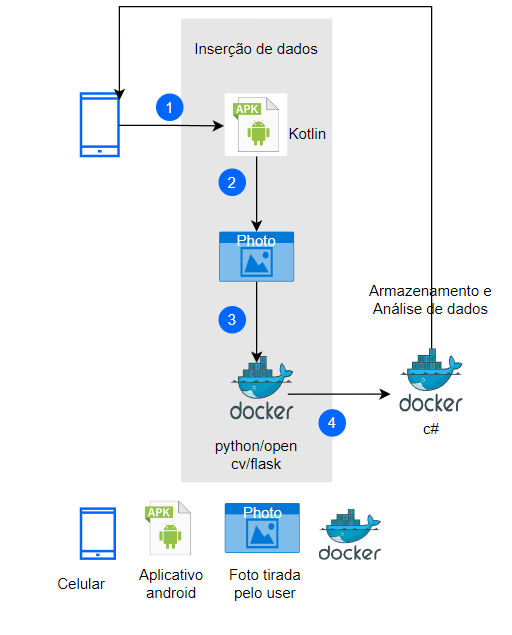 Inserção de dados
1
APK
Kotlin
2
Photo
Armazenamento e
Análise de dados
3
docker
4
docker
c#
python/open
cv/flask
APK
Photo
docker
Celular
Aplicativo
android
Foto tirada
pelo user